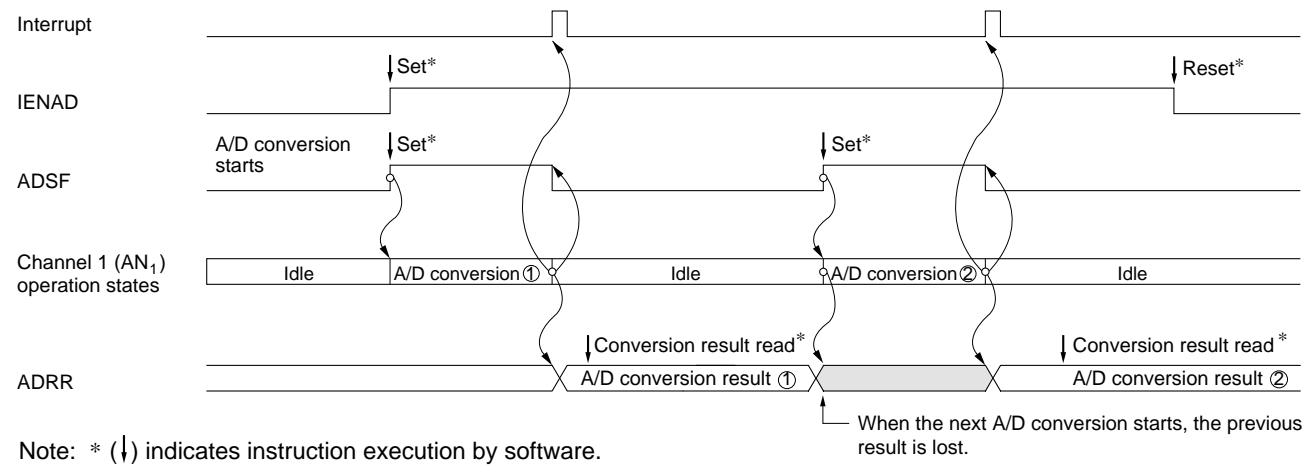 Interrupt
Set*
Reset*
IENAD
A/D conversion
starts
Set*
Set*
ADSF
Channel 1 (AN1)
operation states
Idle
A/D conversion ①
Idle
A/D conversion ②
Idle
Conversion result read*
Conversion result read *
ADRR
A/D conversion result ①
A/D conversion result ②
When the next A/D conversion starts, the previous
result is lost.
Note: * (↓) indicates instruction execution by software.